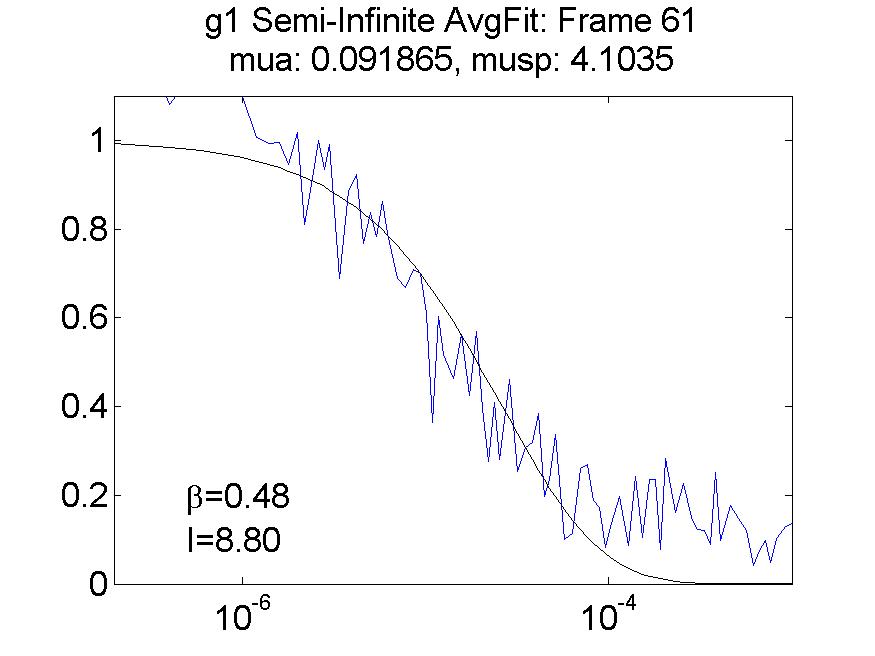 g1 Semi-Infinite AvgFit: Frame 61
mua: 0.091865, musp: 4.1035
1
0.8
0.6
0.4
0.2
0
β=0.48
I=8.80
10^-6
10^-4